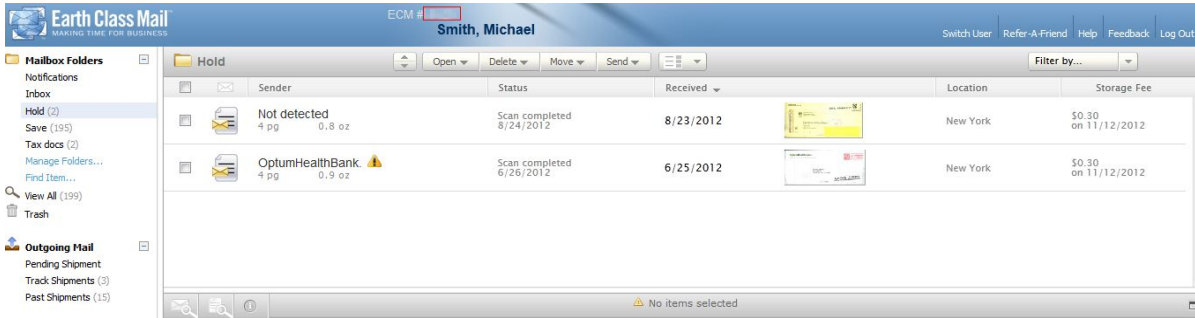 Earth Class Mail
MAKING TIME FOR BUSINESS
ECM #
Smith, Michael
Switch User Refer-A-Friend Help Feedback Log Out
Mailbox Folders
Notifications
Inbox
Hold (2)
Save (195)
Tax docs (2)
Manage Folders...
Find Item...
View All (199)
Trash
Outgoing Mail
Pending Shipment
Track Shipments (3)
Past Shipments (15)
Hold
Open Delete Move Send
Filter by...
Sender Status Received Location Storage Fee
Not detected
4 pg 0.8 oz
Scan completed
8/24/2012
8/23/2012
New York
$0.30
on 11/12/2012
OptumHealthBank.
4 pg 0.9 oz
Scan completed
6/26/2012
6/25/2012
New York
$0.30
on 11/12/2012
No items selected